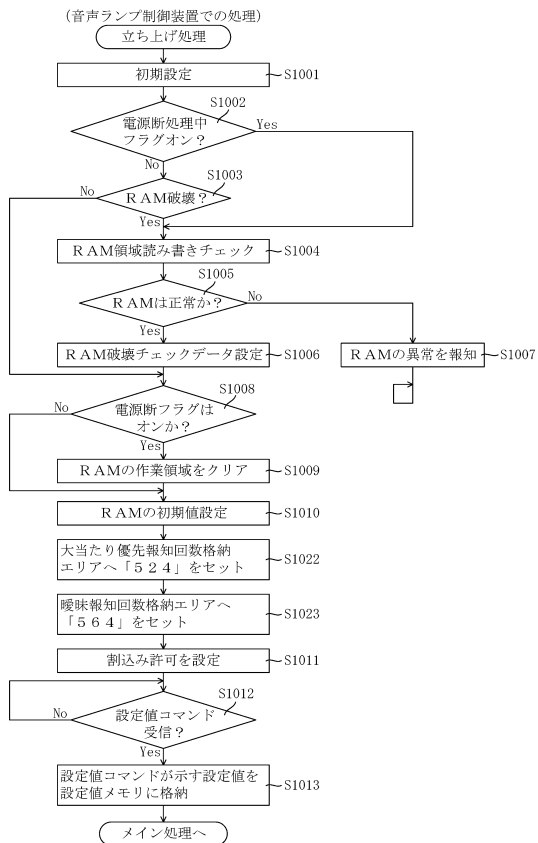 (音声ランプ制御装置での処理)
立ち上げ処理
初期設定
S1001
S1002
電源断処理中
フラグオン?
Yes
No
S1003
RAM破壊?
No
Yes
RAM領域読み書きチェック
S1004
S1005
RAMは正常か?
No
Yes
RAM破壊チェックデータ設定
S1006
RAMの異常を報知
S1007
S1008
電源断フラグは
オンか?
No
Yes
RAMの作業領域をクリア
S1009
RAMの初期値設定
S1010
大当たり優先報知回数格納
エリアへ「524」をセット
S1022
曖昧報知回数格納エリアへ
「564」をセット
S1023
割込み許可を設定
S1011
S1012
設定値コマンド
受信?
No
Yes
設定値コマンドが示す設定値を
設定値メモリに格納
S1013
メイン処理へ